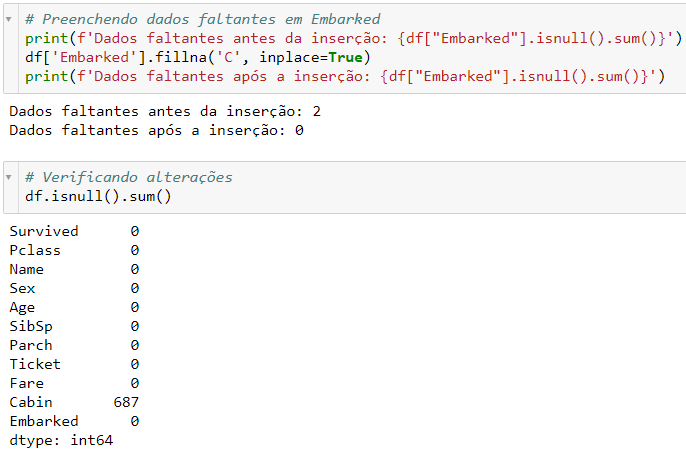 # Preenchendo dados faltantes em Embarked
print(f'Dados faltantes antes da inserção: {df["Embarked"].isnull().sum()}')
df['Embarked'].fillna('C', inplace=True)
print(f'Dados faltantes após a inserção: {df["Embarked"].isnull().sum()}')
Dados faltantes antes da inserção: 2
Dados faltantes após a inserção: 0
# Verificando alterações
df.isnull().sum()
Survived      0
Pclass        0
Name          0
Sex           0
Age           0
SibSp         0
Parch         0
Ticket        0
Fare          0
Cabin       687
Embarked      0
dtype: int64